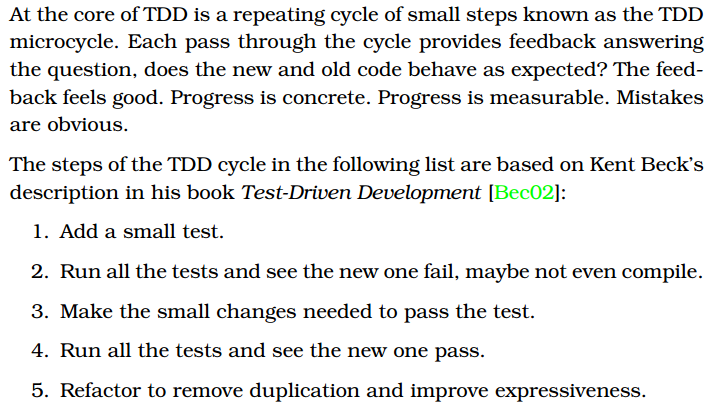 At the core of TDD is a repeating cycle of small steps known as the TDD
microcycle. Each pass through the cycle provides feedback answering
the question, does the new and old code behave as expected? The feed-
back feels good. Progress is concrete. Progress is measurable. Mistakes
are obvious.
The steps of the TDD cycle in the following list are based on Kent Beck's
description in his book Test-Driven Development [Bec02]:
1. Add a small test.
2. Run all the tests and see the new one fail, maybe not even compile.
3. Make the small changes needed to pass the test.
4. Run all the tests and see the new one pass.
5. Refactor to remove duplication and improve expressiveness.